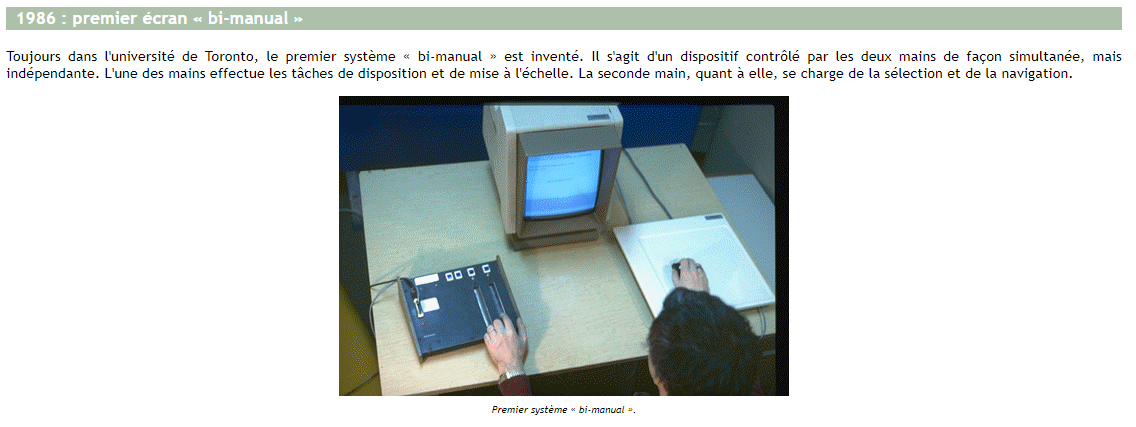 1986 : premier écran « bi-manual »
Toujours dans l'université de Toronto, le premier système « bi-manual » est inventé. Il s'agit d'un dispositif contrôlé par les deux mains de façon simultanée, mais
indépendante. L'une des mains effectue les tâches de disposition et de mise à l'échelle. La seconde main, quant à elle, se charge de la sélection et de la navigation.
Premier système « bi-manual ».